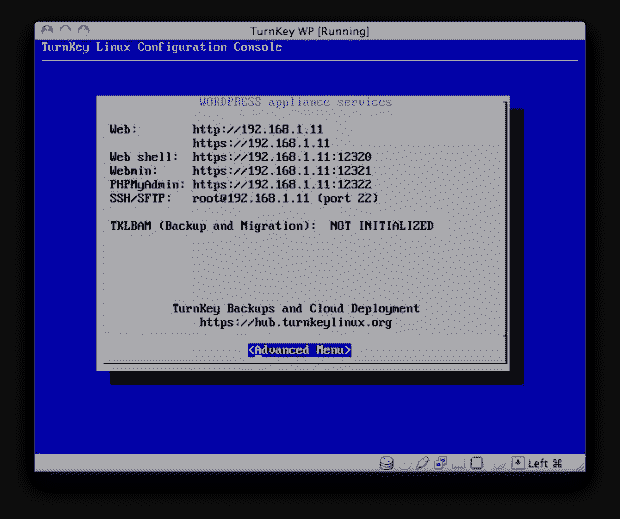 TurnKey WP [Running]
TurnKey Linux Configuration Console
WORDPRESS appliance services
Web: http://192.168.1.11
https://192.168.1.11
Web shell: https://192.168.1.11:12320
Webmin: https://192.168.1.11:12321
PHPMyAdmin: https://192.168.1.11:12322
SSH/SFTP: root@192.168.1.11 (port 22)
TKLBAM (Backup and Migration): NOT INITIALIZED
TurnKey Backups and Cloud Deployment
https://hub.turnkeylinux.org
<Advanced Menu>
Left ⌘